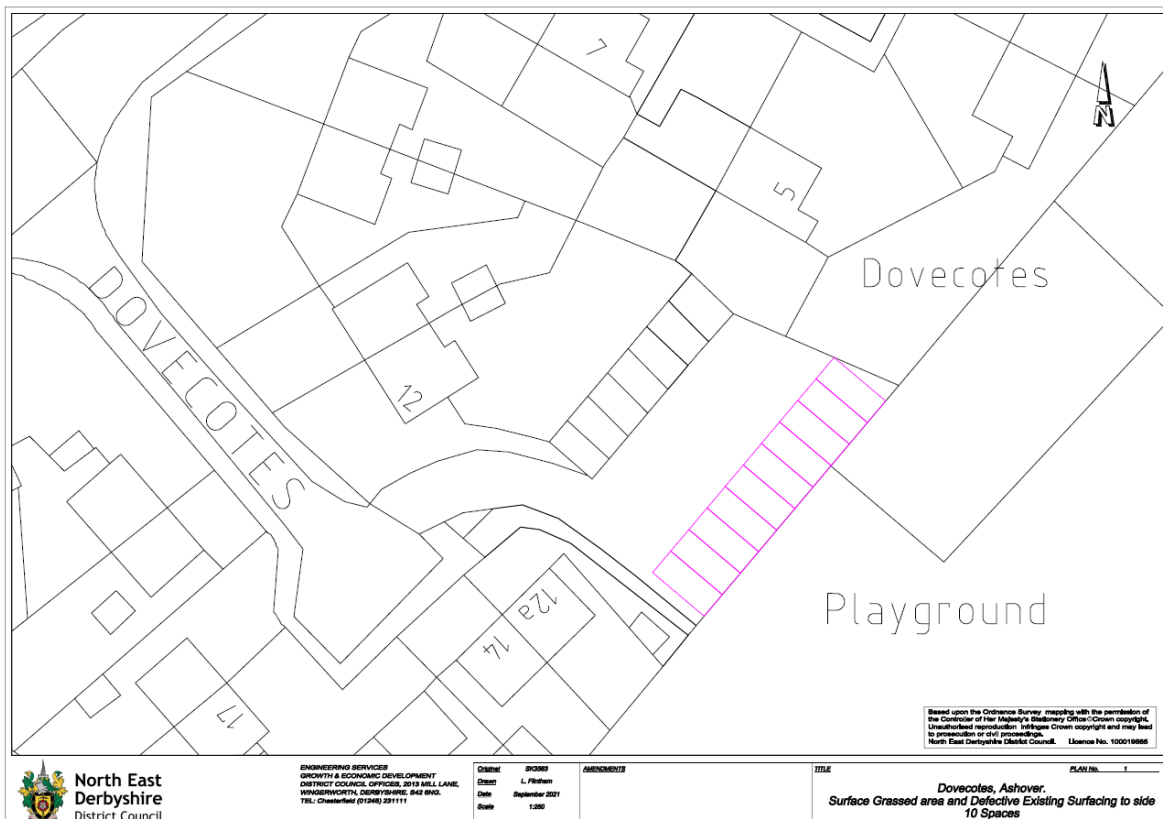 7
N
5
Dovecotes
DOVECOTES
12
Playground
12a
14
17
Based upon the Ordnance Survey mapping with the permission of
the Controller of Her Majesty's Stationery Office©Crown copyright.
Unauthorised reproduction infringes Crown copyright and may lead
to prosecution or civil proceedings.
North East Derbyshire District Council. Licence No. 100019666
North East
Derbyshire
District Council
ENGINEERING SERVICES
GROWTH & ECONOMIC DEVELOPMENT
DISTRICT COUNCIL OFFICES, 2013 MILL LANE,
WINGERWORTH, DERBYSHIRE. S42 6NG.
TEL: Chesterfield (01246) 231111
Original SK3563
Drawn L. Flintham
Date September 2021
Scale 1:250
AMENDMENTS
TITLE
PLAN No. 1
Dovecotes, Ashover.
Surface Grassed area and Defective Existing Surfacing to side
10 Spaces